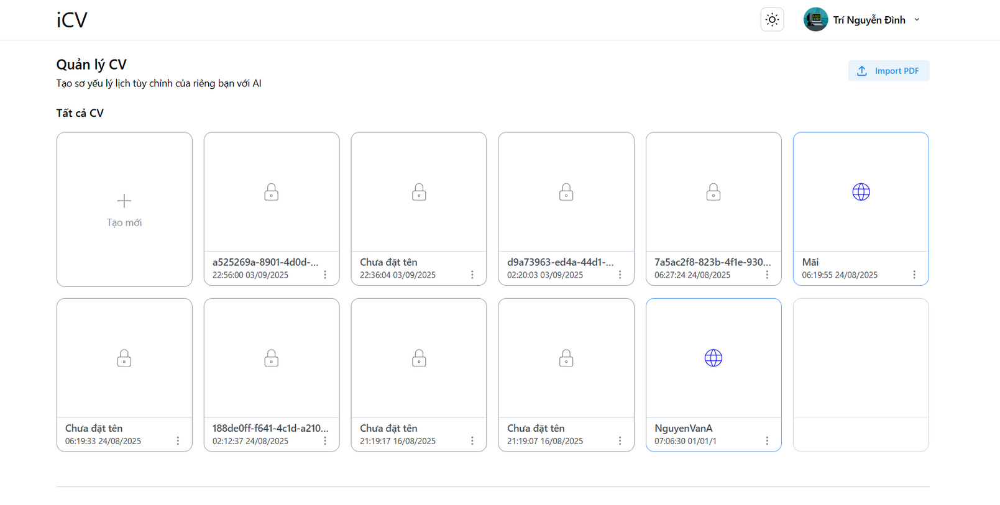 iCV
Trí Nguyễn Đình
Quản lý CV
Import PDF
Tạo sơ yếu lý lịch tùy chỉnh của riêng bạn với AI
Tất cả CV
Tạo mới
a525269a-8901-4d0d-...
22:56:00 03/09/2025
Chưa đặt tên
22:36:04 03/09/2025
d9a73963-ed4a-44d1-...
02:20:03 03/09/2025
7a5ac2f8-823b-4f1e-930...
06:27:24 24/08/2025
Mãi
06:19:55 24/08/2025
Chưa đặt tên
06:19:33 24/08/2025
188de0ff-f641-4c1d-a210...
02:12:37 24/08/2025
Chưa đặt tên
21:19:17 16/08/2025
Chưa đặt tên
21:19:07 16/08/2025
NguyenVanA
07:06:30 01/01/1